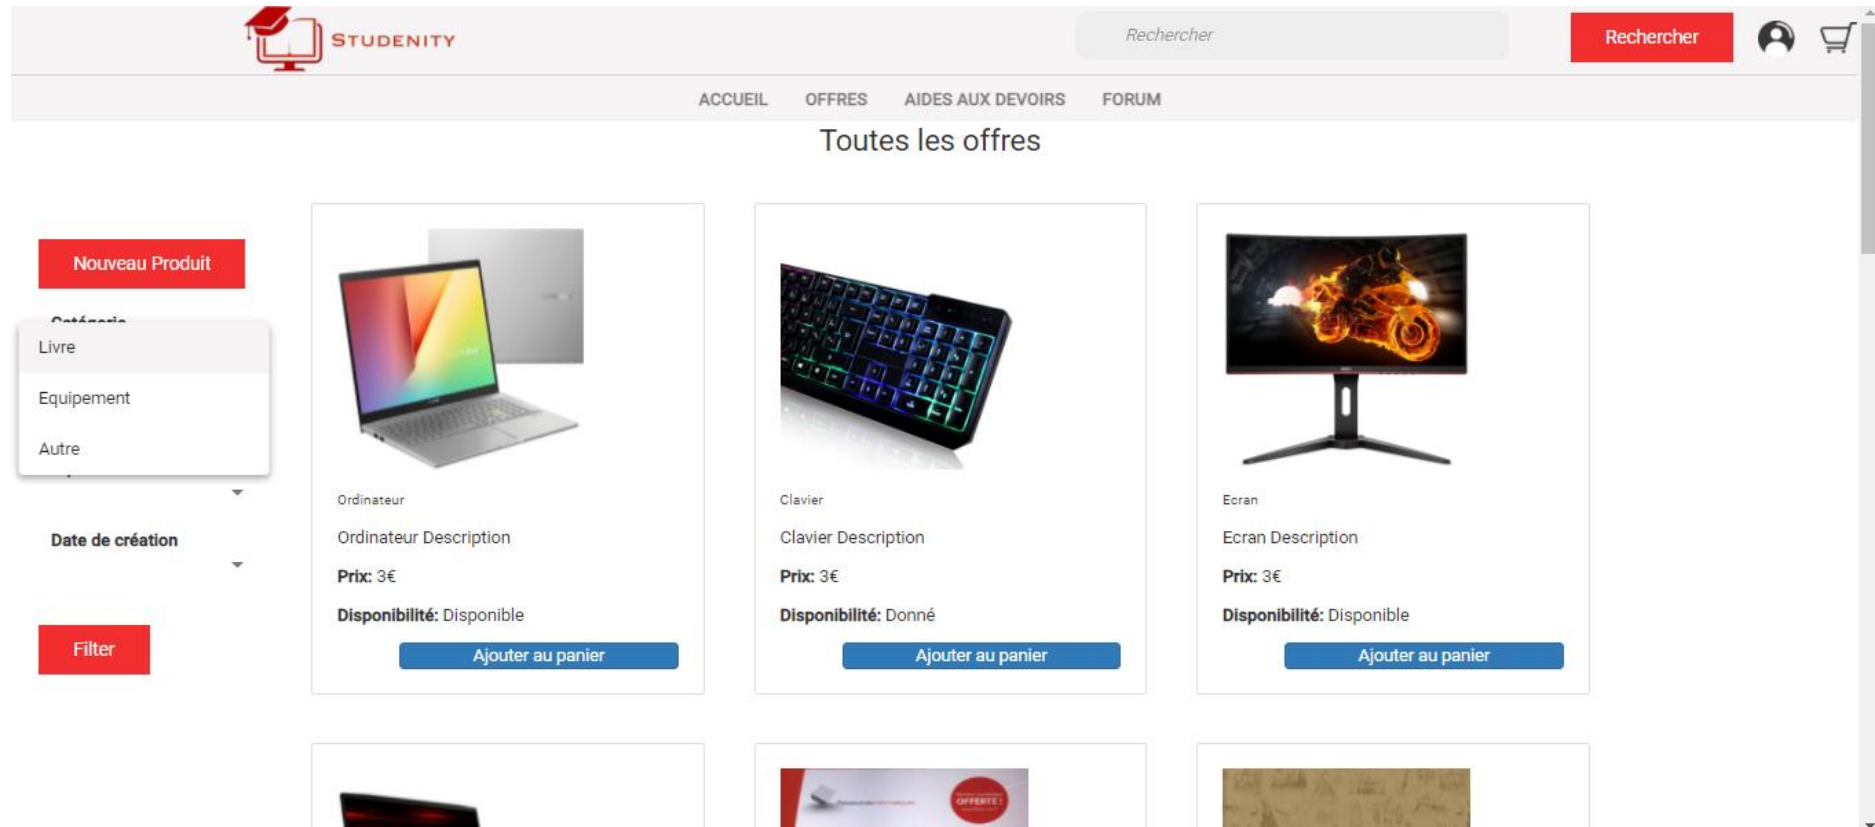 STUDENITY
Rechercher
Rechercher
ACCUEIL OFFRES AIDES AUX DEVOIRS FORUM
Toutes les offres
Nouveau Produit
Catégorie
Livre
Equipement
Autre
Date de création
Filter
Ordinateur
Ordinateur Description
Prix: 3€
Disponibilité: Disponible
Ajouter au panier
Clavier
Clavier Description
Prix: 3€
Disponibilité: Donné
Ajouter au panier
Ecran
Ecran Description
Prix: 3€
Disponibilité: Disponible
Ajouter au panier
OFFERTE !